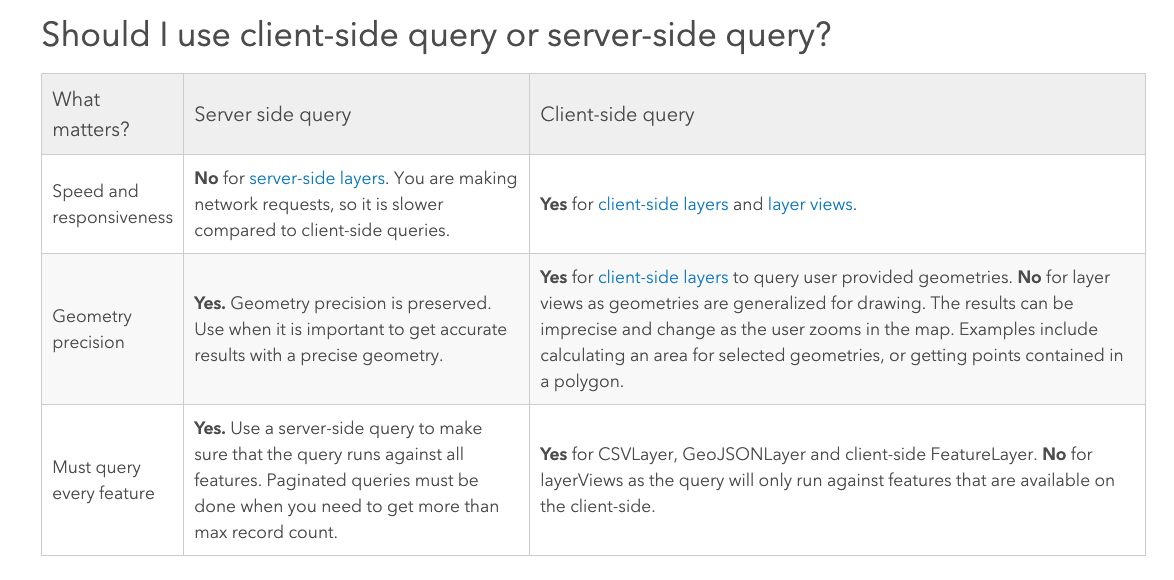 Should I use client-side query or server-side query?
What
matters?
Server side query
Client-side query
Speed and
responsiveness
No for server-side layers. You are making
network requests, so it is slower
compared to client-side queries.
Yes for client-side layers and layer views.
Geometry
precision
Yes. Geometry precision is preserved.
Use when it is important to get accurate
results with a precise geometry.
Yes for client-side layers to query user provided geometries. No for layer
views as geometries are generalized for drawing. The results can be
imprecise and change as the user zooms in the map. Examples include
calculating an area for selected geometries, or getting points contained in
a polygon.
Must query
every feature
Yes. Use a server-side query to make
sure that the query runs against all
features. Paginated queries must be
done when you need to get more than
max record count.
Yes for CSVLayer, GeoJSONLayer and client-side FeatureLayer. No for
layerViews as the query will only run against features that are available on
the client-side.